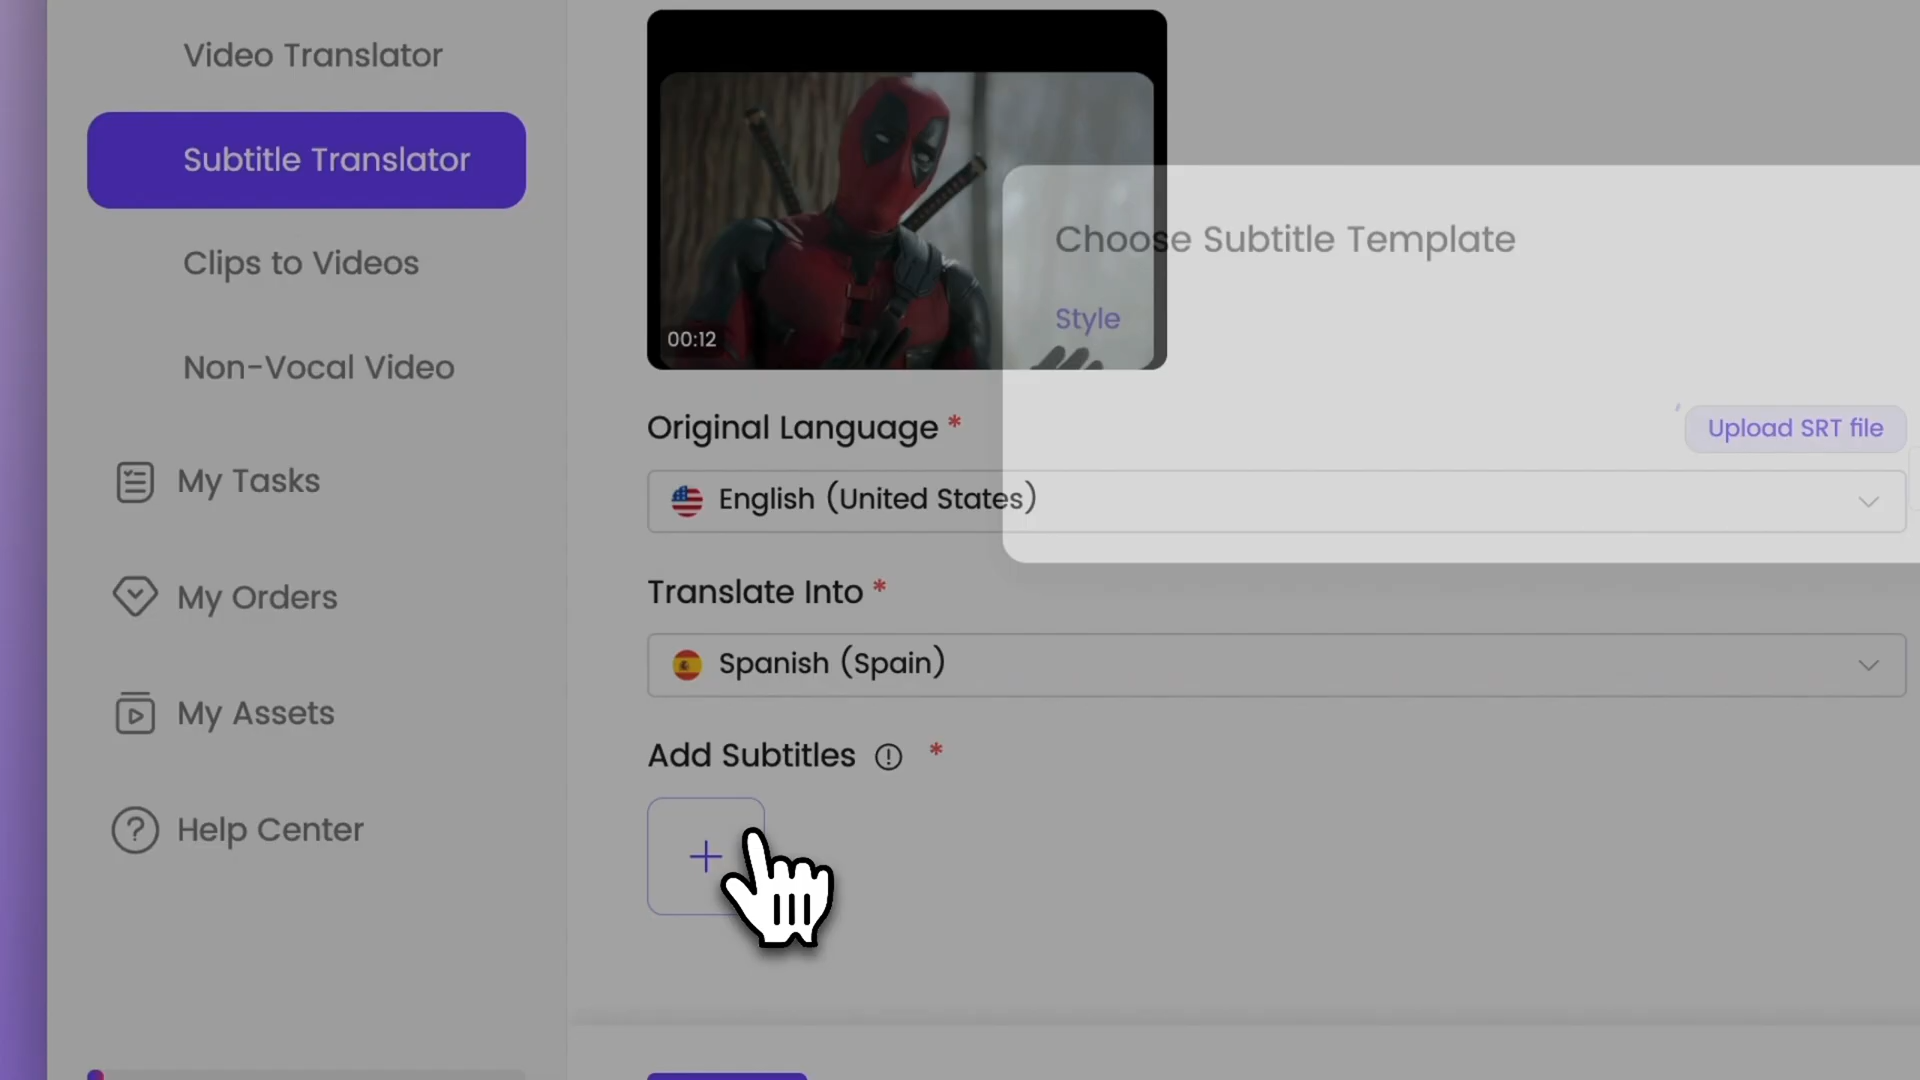 Video Translator
Subtitle Translator
Clips to Videos
Non-Vocal Video
My Tasks
My Orders
My Assets
Help Center
00:12
Choose Subtitle Template
Style
Original Language *
Upload SRT file
English (United States)
Translate Into *
Spanish (Spain)
Add Subtitles *